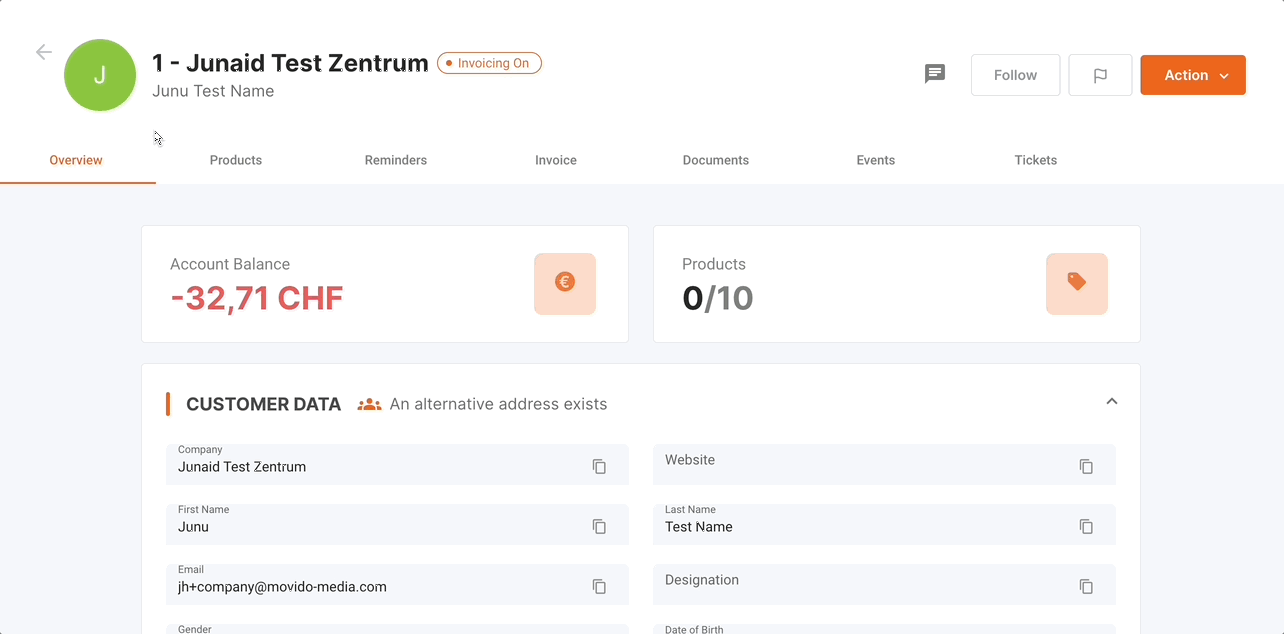 J
1 - Junaid Test Zentrum
Invoicing On
Junu Test Name
Follow
Action
Overview
Products
Reminders
Invoice
Documents
Events
Tickets
Account Balance
-32,71 CHF
€
Products
0/10
CUSTOMER DATA
An alternative address exists
Company
Junaid Test Zentrum
Website
First Name
Junu
Last Name
Test Name
Email
jh+company@movido-media.com
Designation
Gender
Date of Birth